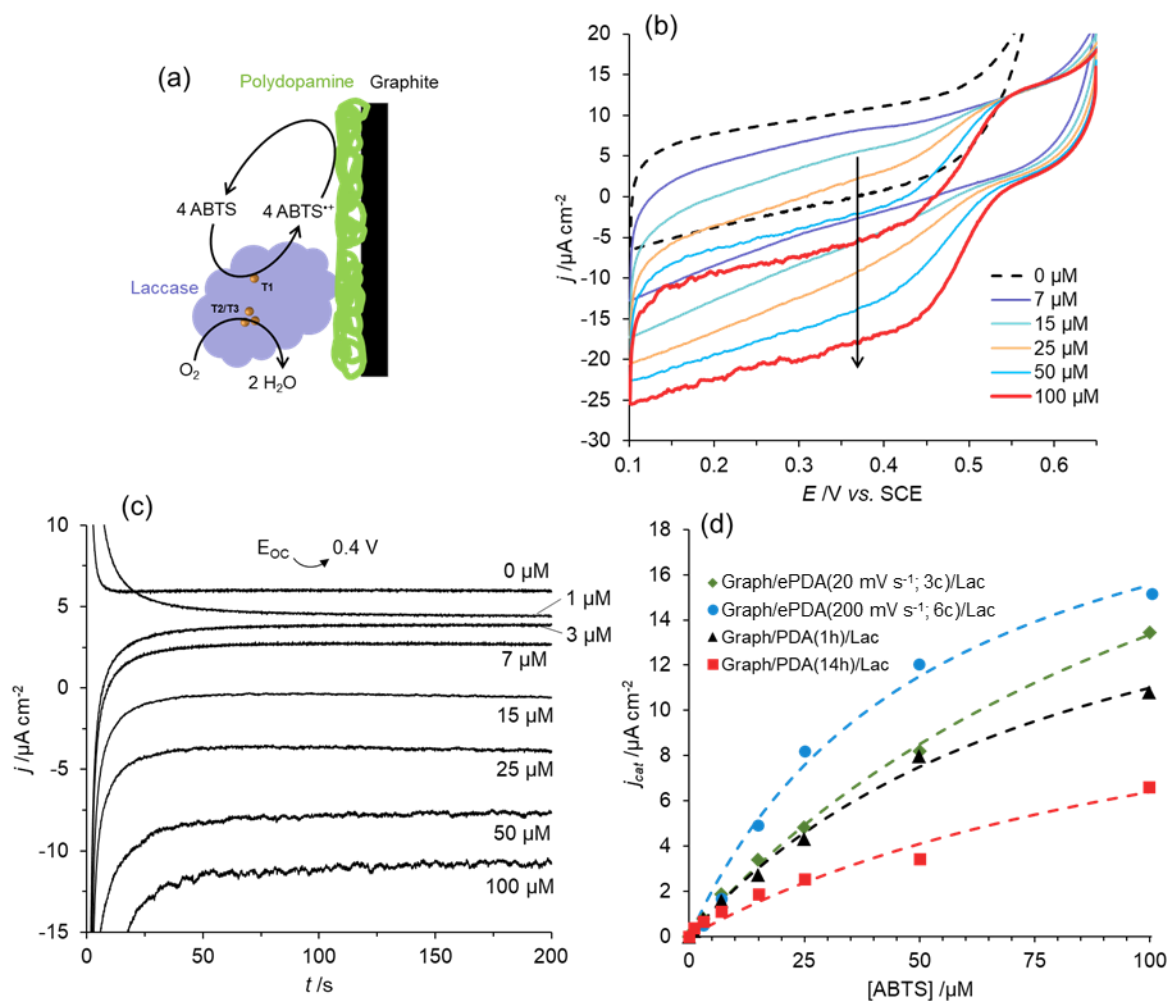 (a)
Polydopamine Graphite
4 ABTS 4 ABTS•+
Laccase
T1
T2/T3
O2
2 H2O
(b)
20
15
10
5
0
-5
-10
-15
-20
-25
-30
j /µA cm-2
0 µM
7 µM
15 µM
25 µM
50 µM
100 µM
0.1 0.2 0.3 0.4 0.5 0.6
E /V vs. SCE
(c)
10
5
0
-5
-10
-15
j /µA cm-2
EOC 0.4 V
0 µM
1 µM
3 µM
7 µM
15 µM
25 µM
50 µM
100 µM
0 50 100 150 200
t /s
(d)
18
16
14
12
10
8
6
4
2
0
jcat /µA cm-2
Graph/ePDA(20 mV s-1; 3c)/Lac
Graph/ePDA(200 mV s-1; 6c)/Lac
Graph/PDA(1h)/Lac
Graph/PDA(14h)/Lac
0 25 50 75 100
[ABTS] /µM